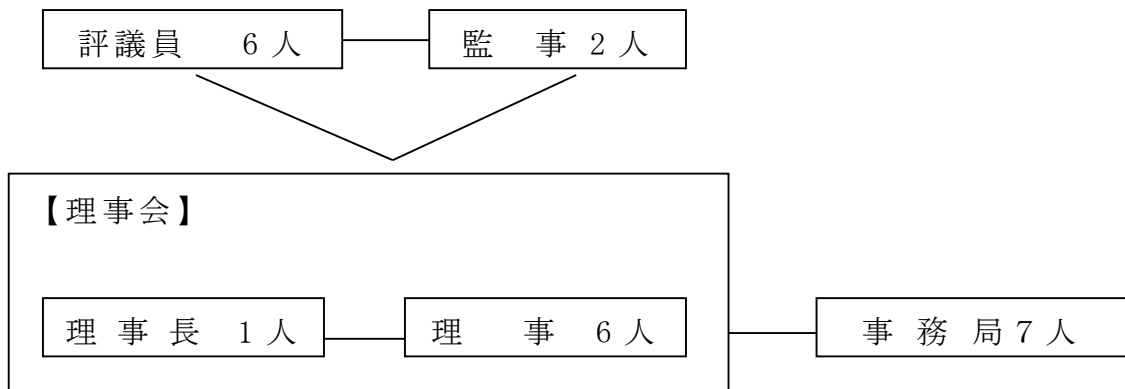 評議員　6人
監　事 2人
【理事会】
理 事 長 1人
理　事　6人
事 務 局 7人